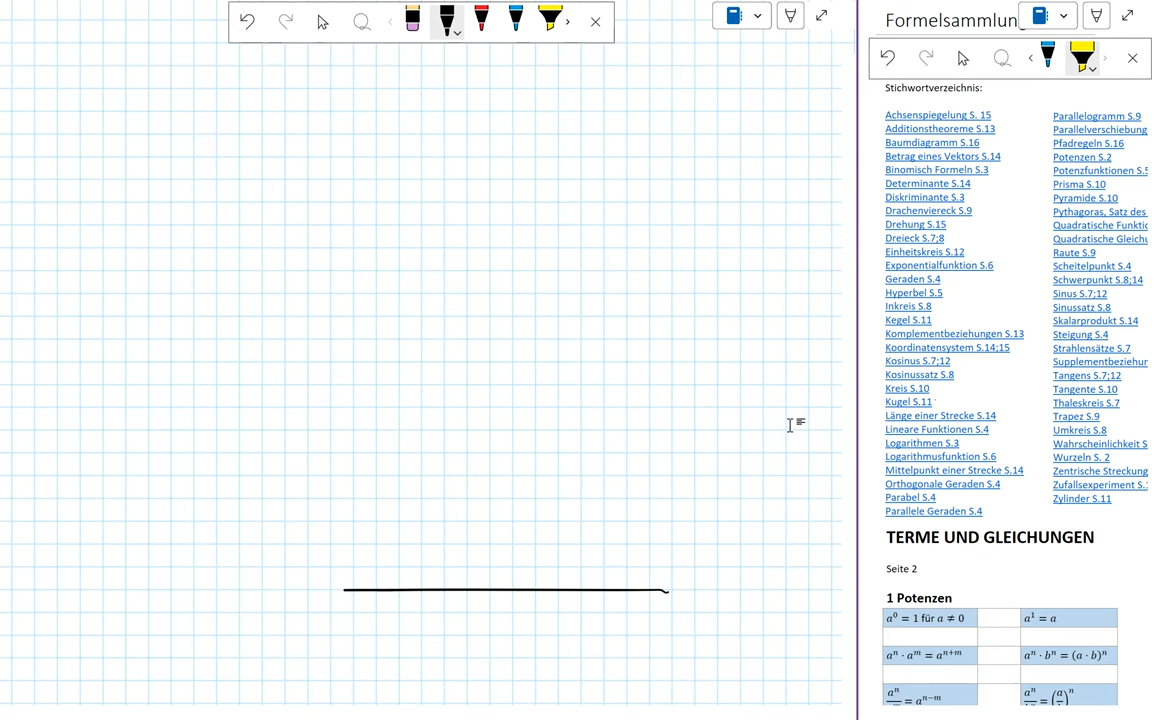 Formelsammlun
Stichwortverzeichnis:
Achsenspiegelung S. 15
Additionstheoreme S.13
Baumdiagramm S.16
Betrag eines Vektors S.14
Binomisch Formeln S.3
Determinante S.14
Diskriminante S.3
Drachenviereck S.9
Drehung S.15
Dreieck S.7;8
Einheitskreis S.12
Exponentialfunktion S.6
Geraden S.4
Hyperbel S.5
Inkreis S.8
Kegel S.11
Komplementbeziehungen S.13
Koordinatensystem S.14;15
Kosinus S.7;12
Kosinussatz S.8
Kreis S.10
Kugel S.11
Länge einer Strecke S.14
Lineare Funktionen S.4
Logarithmen S.3
Logarithmusfunktion S.6
Mittelpunkt einer Strecke S.14
Orthogonale Geraden S.4
Parabel S.4
Parallele Geraden S.4
Parallelogramm S.9
Parallelverschiebung
Pfadregeln S.16
Potenzen S.2
Potenzfunktionen S.5
Prisma S.10
Pyramide S.10
Pythagoras, Satz des
Quadratische Funktio
Quadratische Gleichu
Raute S.9
Scheitelpunkt S.4
Schwerpunkt S.8;14
Sinus S.7;12
Sinussatz S.8
Skalarprodukt S.14
Steigung S.4
Strahlensätze S.7
Supplementbeziehur
Tangens S.7;12
Tangente S.10
Thaleskreis S.7
Trapez S.9
Umkreis S.8
Wahrscheinlichkeit S
Wurzeln S. 2
Zentrische Streckung
Zufallsexperiment S.
Zylinder S.11
TERME UND GLEICHUNGEN
Seite 2
1 Potenzen
a⁰ = 1 für a ≠ 0
a¹ = a
aⁿ · aᵐ = aⁿ⁺ᵐ
aⁿ · bⁿ = (a · b)ⁿ
aⁿ = aⁿ⁻ᵐ
aⁿ = (a)ⁿ